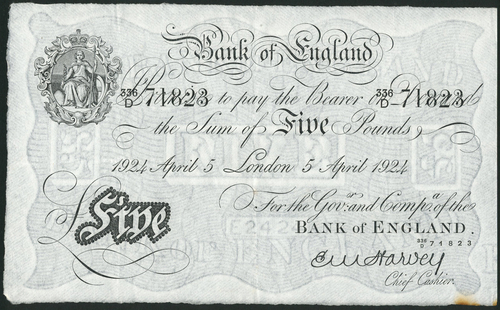 Bank of England
336/D 71823 I Promise to pay the Bearer on Demand 336/D 71823
the Sum of Five Pounds
1924 April 5 London 5 April 1924
For the Govr. and Compa. of the
BANK OF ENGLAND.
336/D 71823
Five
E M Harvey
Chief Cashier.